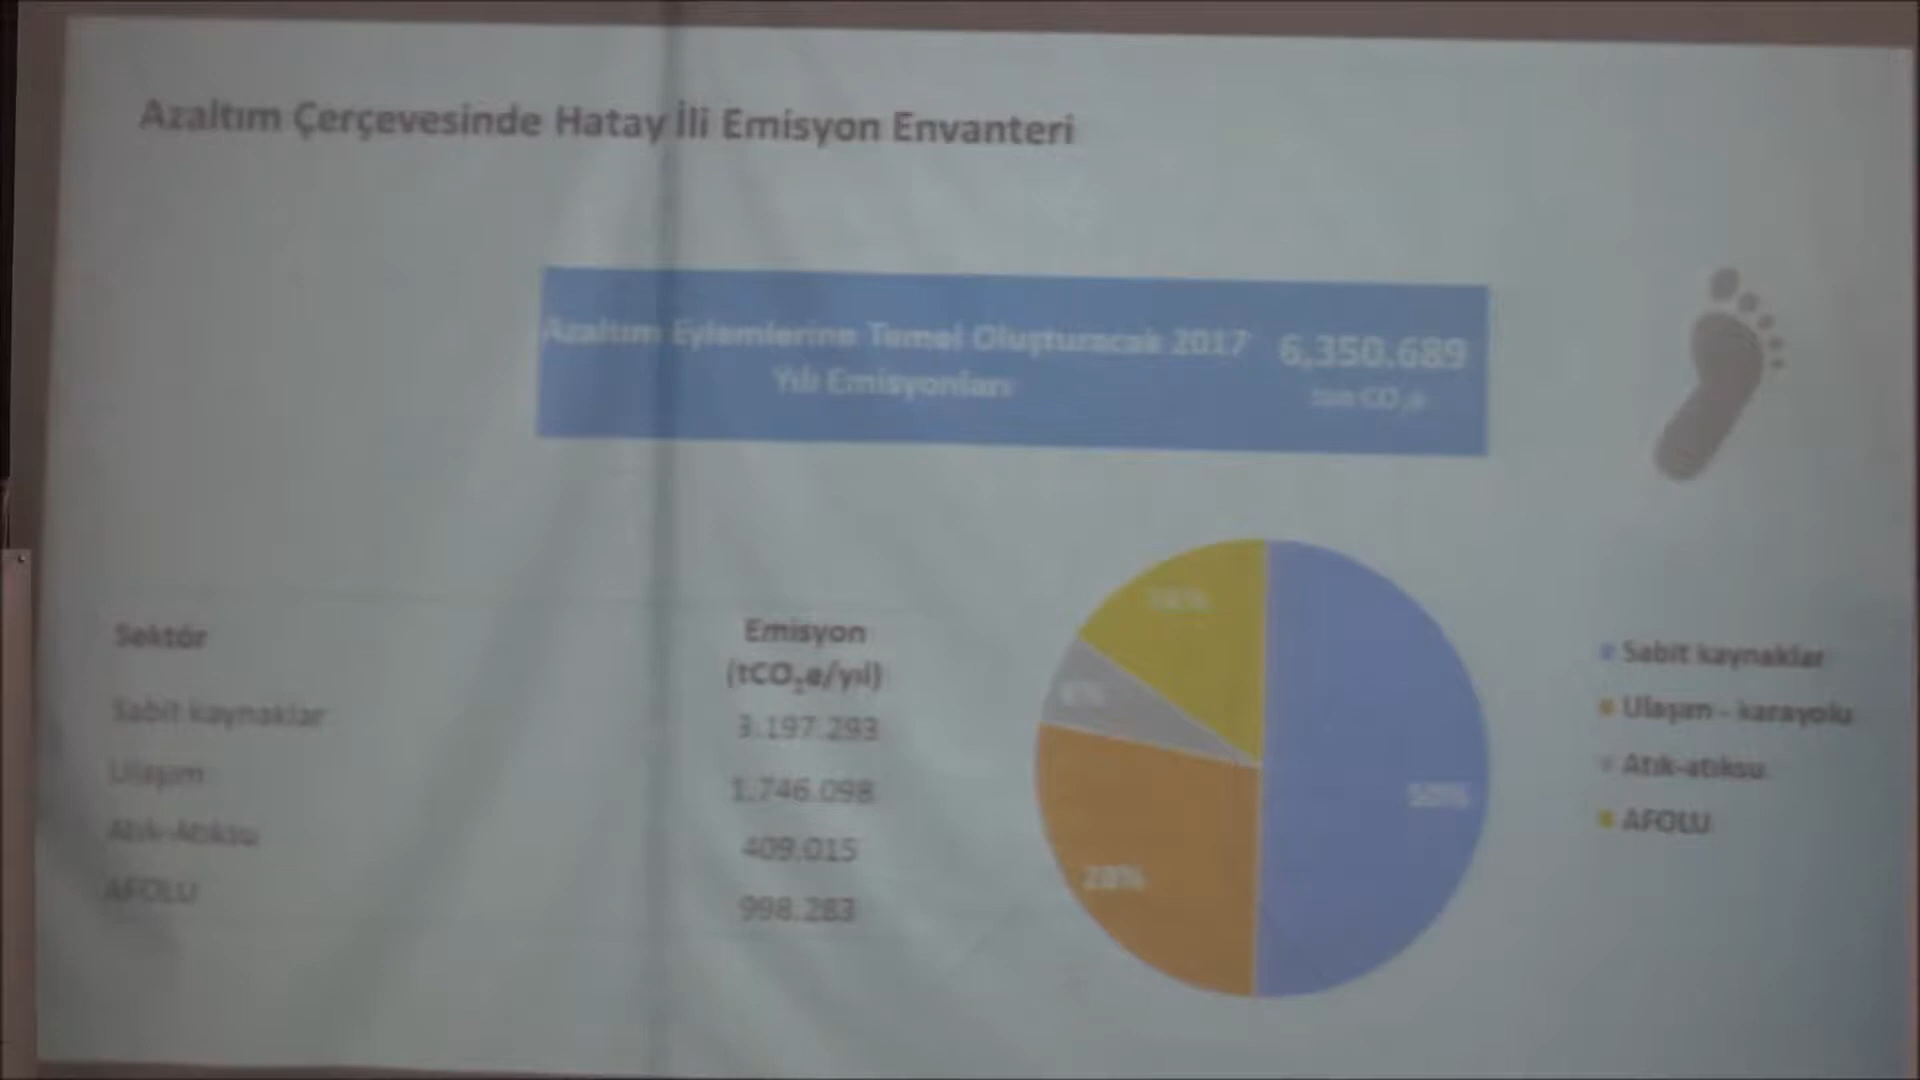 Azaltım Çerçevesinde Hatay İli Emisyon Envanteri
Azaltım Eylemlerine Temel Oluşturacak 2017
Yılı Emisyonları
6.350.689
ton CO₂e
Sektör
Emisyon
(tCO₂e/yıl)
Sabit kaynaklar
3.197.293
Ulaşım
1.746.098
Atık-Atıksu
409.015
AFOLU
998.283
16%
6%
28%
50%
Sabit kaynaklar
Ulaşım - karayolu
Atık-atıksu
AFOLU